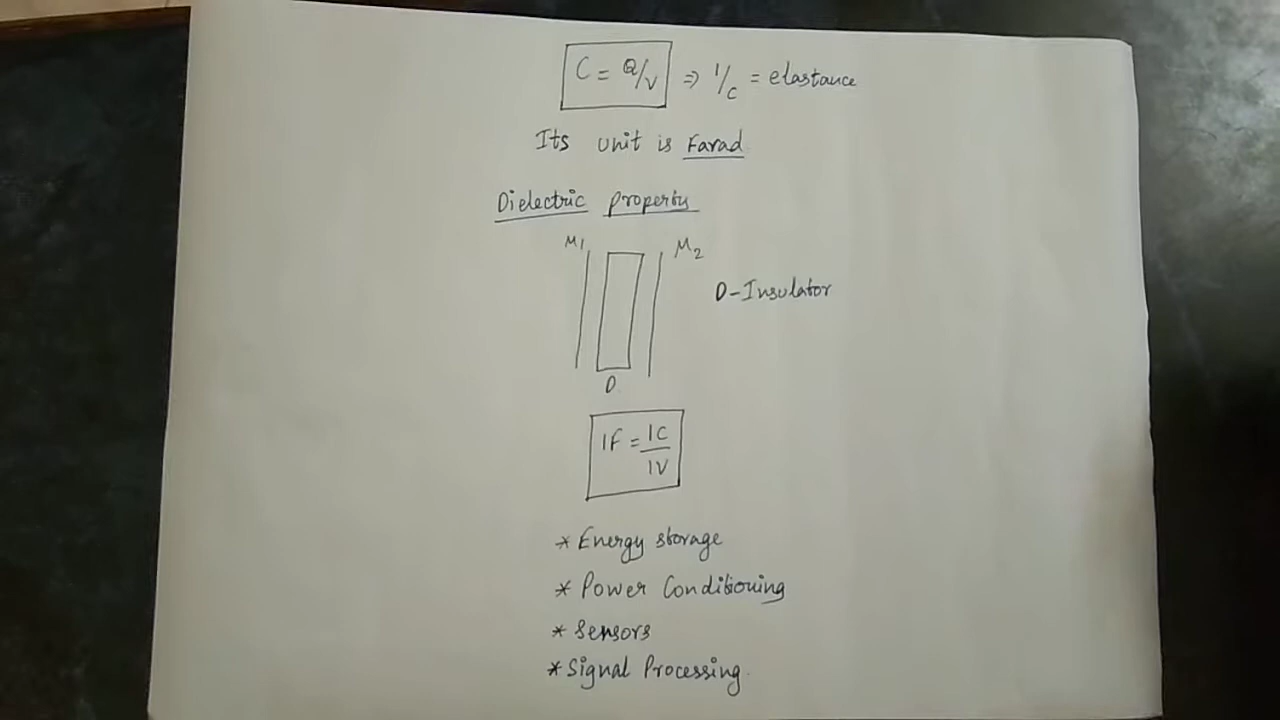 C = Q/V ⇒ 1/C = elastance
Its unit is Farad
Dielectric property
M1 M2
D-Insulator
D
1F = 1C/1V
* Energy storage
* Power Conditioning
* Sensors
* Signal Processing.